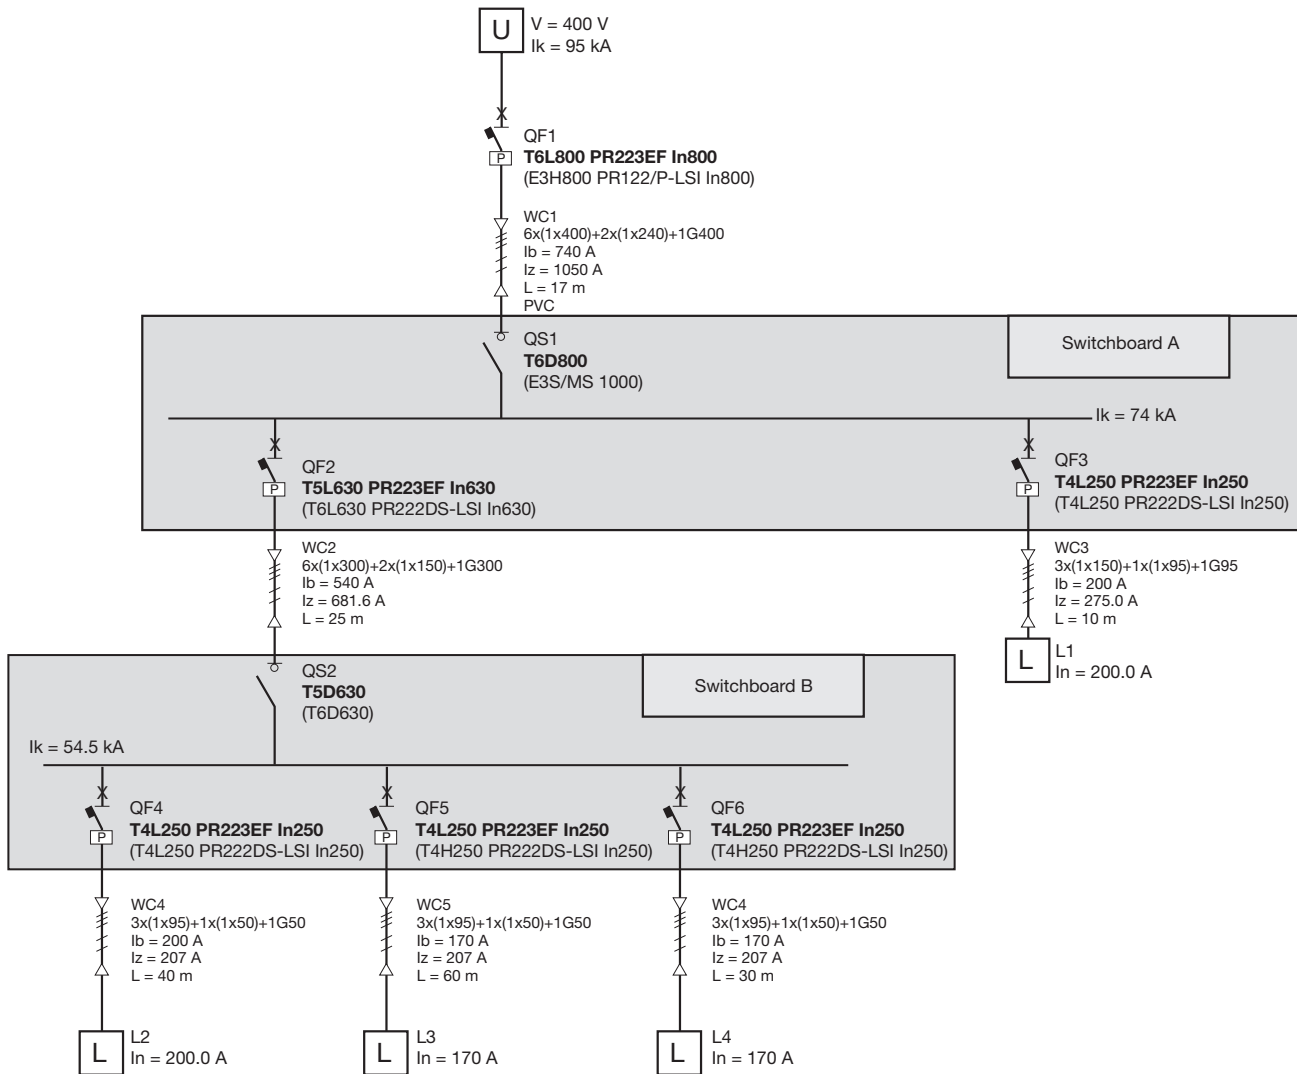 U
V = 400 V
Ik = 95 kA
QF1
P
T6L800 PR223EF In800
(E3H800 PR122/P-LSI In800)
WC1
6x(1x400)+2x(1x240)+1G400
Ib = 740 A
Iz = 1050 A
L = 17 m
PVC
QS1
T6D800
(E3S/MS 1000)
Switchboard A
Ik = 74 kA
QF2
P
T5L630 PR223EF In630
(T6L630 PR222DS-LSI In630)
QF3
P
T4L250 PR223EF In250
(T4L250 PR222DS-LSI In250)
WC2
6x(1x300)+2x(1x150)+1G300
Ib = 540 A
Iz = 681.6 A
L = 25 m
WC3
3x(1x150)+1x(1x95)+1G95
Ib = 200 A
Iz = 275.0 A
L = 10 m
L
L1
In = 200.0 A
QS2
T5D630
(T6D630)
Switchboard B
Ik = 54.5 kA
QF4
P
T4L250 PR223EF In250
(T4L250 PR222DS-LSI In250)
QF5
P
T4L250 PR223EF In250
(T4H250 PR222DS-LSI In250)
QF6
P
T4L250 PR223EF In250
(T4H250 PR222DS-LSI In250)
WC4
3x(1x95)+1x(1x50)+1G50
Ib = 200 A
Iz = 207 A
L = 40 m
WC5
3x(1x95)+1x(1x50)+1G50
Ib = 170 A
Iz = 207 A
L = 60 m
WC4
3x(1x95)+1x(1x50)+1G50
Ib = 170 A
Iz = 207 A
L = 30 m
L
L2
In = 200.0 A
L
L3
In = 170 A
L
L4
In = 170 A